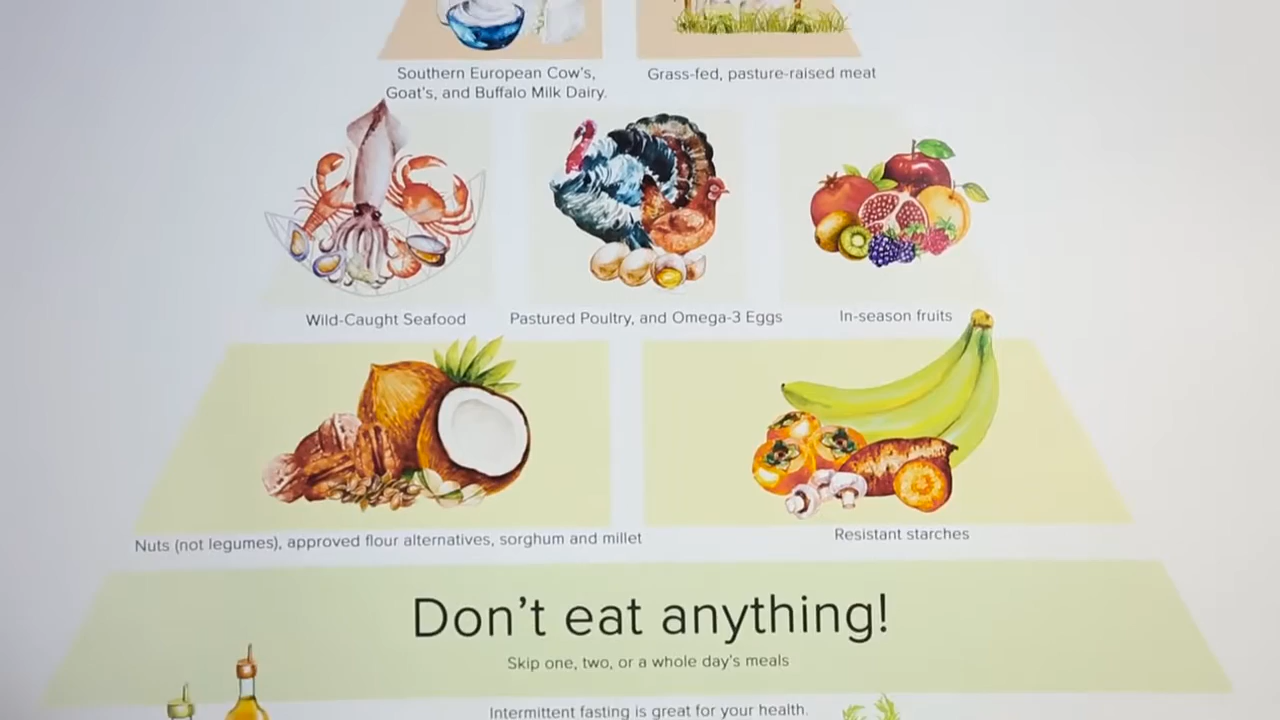 Southern European Cow's,
Goat's, and Buffalo Milk Dairy.
Grass-fed, pasture-raised meat
Wild-Caught Seafood
Pastured Poultry, and Omega-3 Eggs
In-season fruits
Nuts (not legumes), approved flour alternatives, sorghum and millet
Resistant starches
Don't eat anything!
Skip one, two, or a whole day's meals
Intermittent fasting is great for your health.